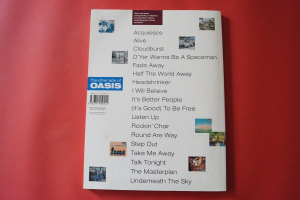 Acquiesce
Alive
Cloudburst
D'Yer Wanna Be A Spaceman
Fade Away
Half The World Away
Headshrinker
I Will Believe
It's Better People
(It's Good) To Be Free
Listen Up
Rockin' Chair
Round Are Way
Step Out
Take Me Away
Talk Tonight
The Masterplan
Underneath The Sky
the other side of
OASIS